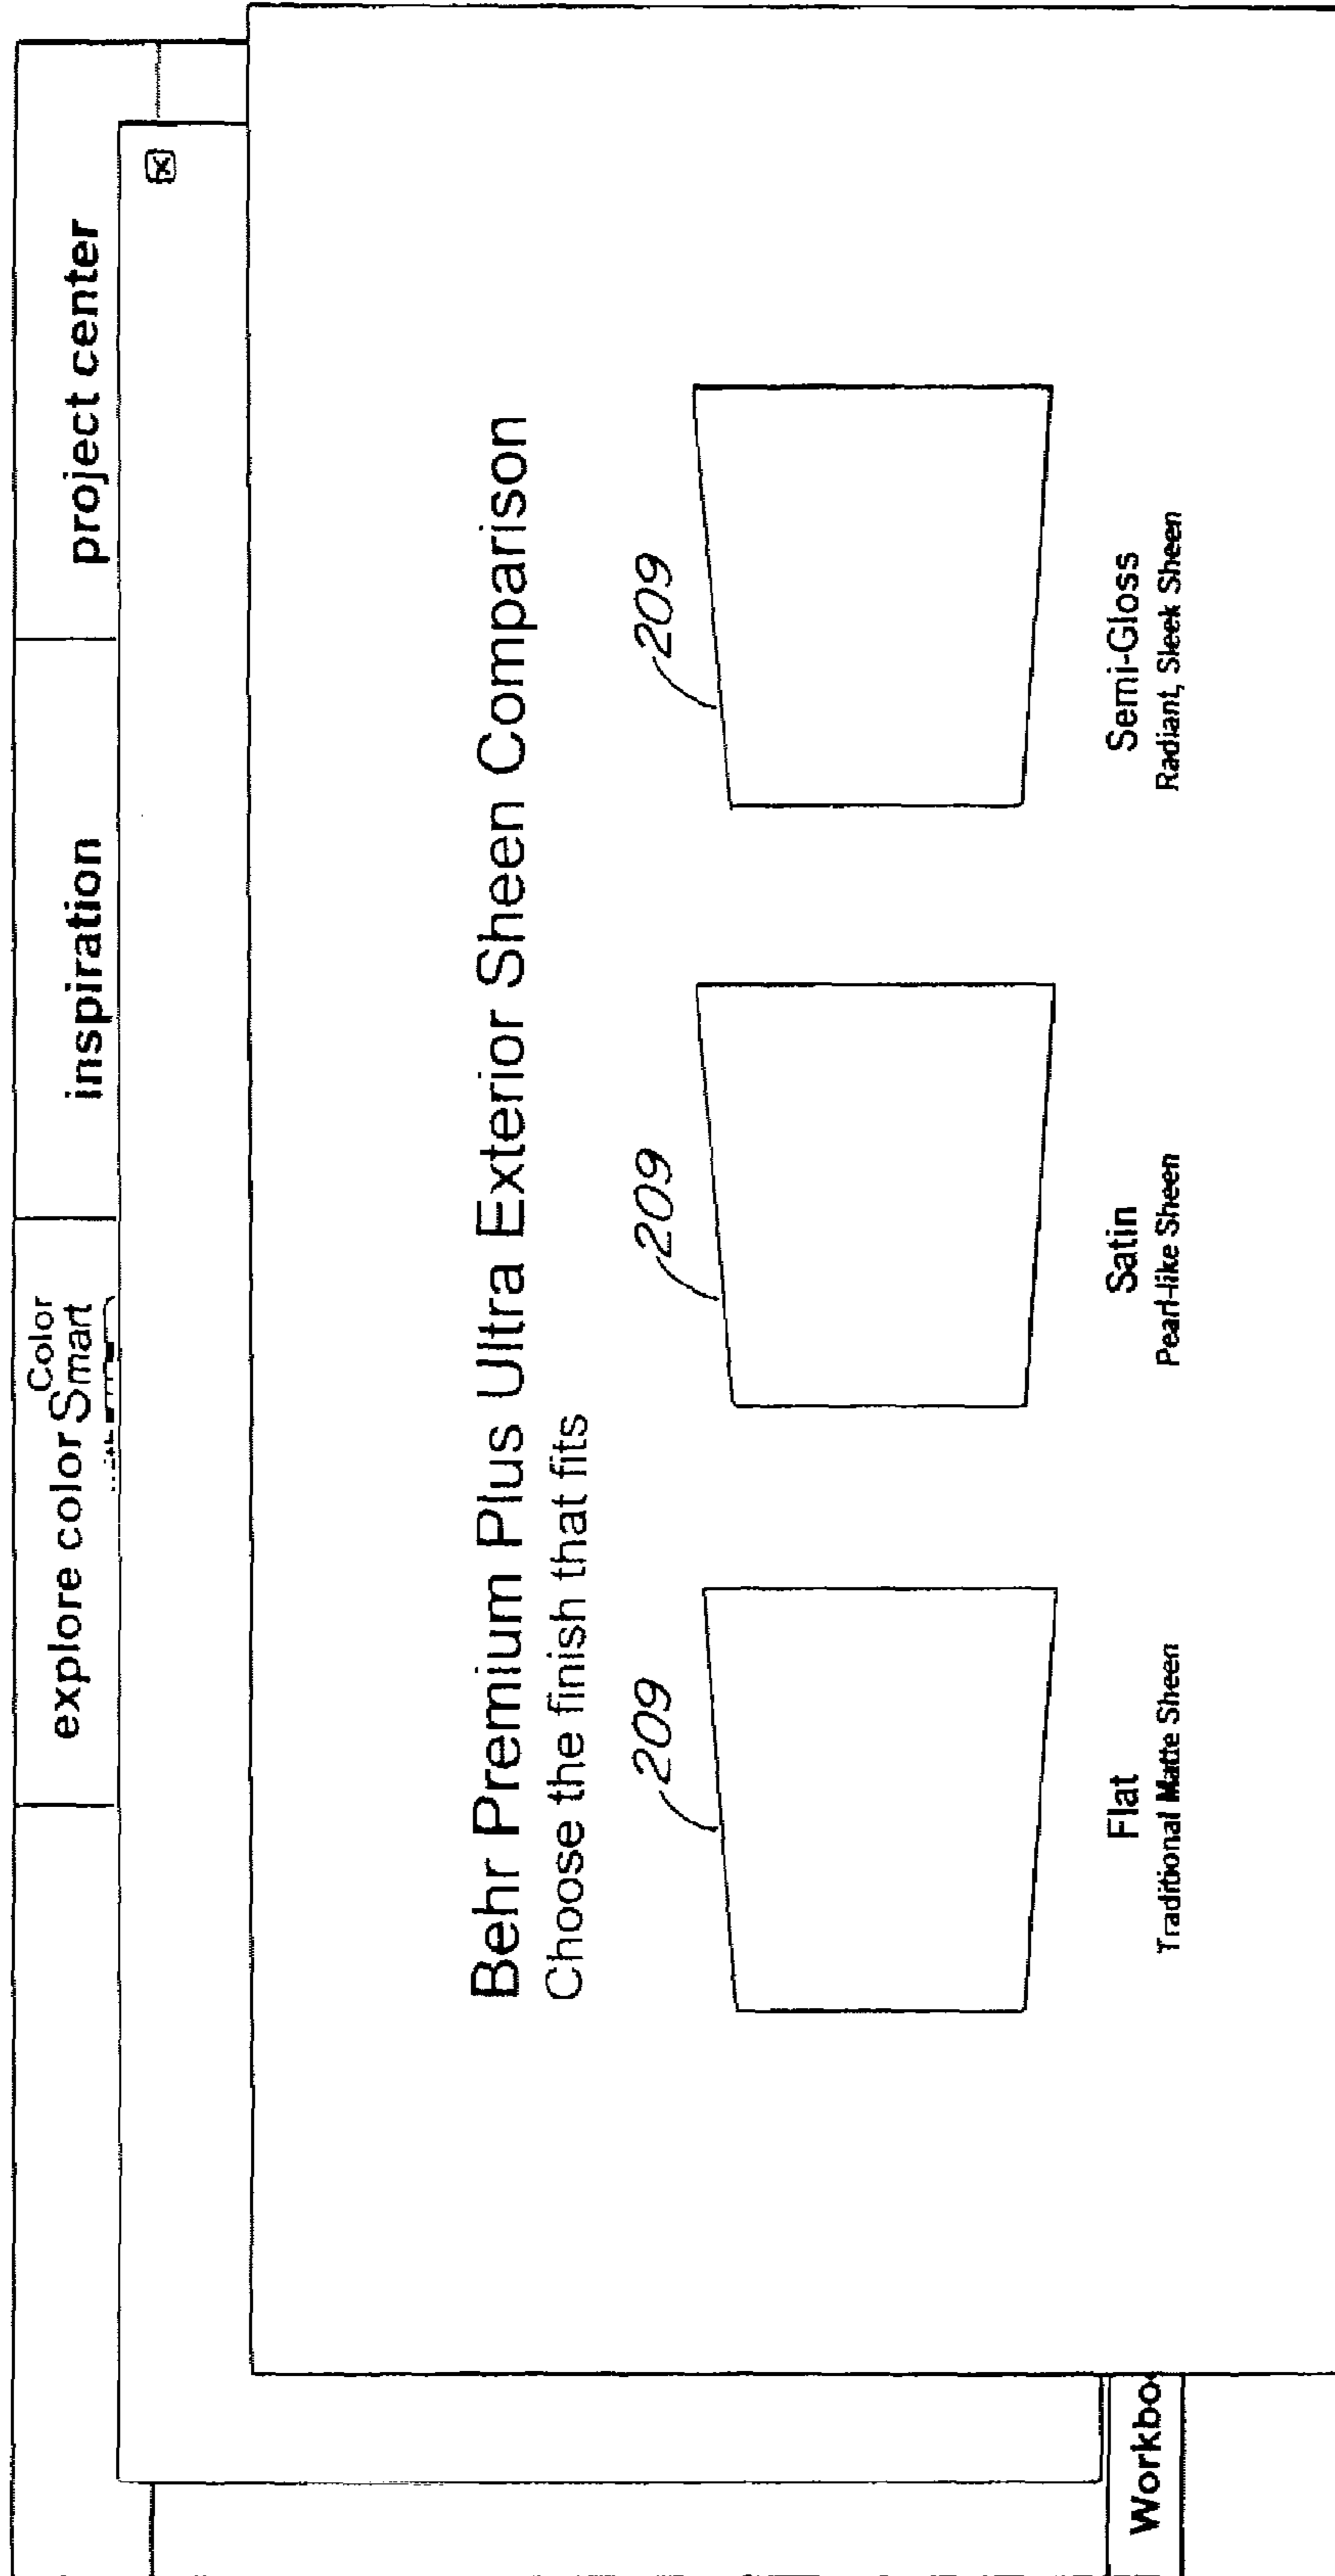 explore color
Color
Smart
inspiration
project center
Behr Premium Plus Ultra Exterior Sheen Comparison
Choose the finish that fits
209
209
209
Flat
Traditional Matte Sheen
Satin
Pearl-like Sheen
Semi-Gloss
Radiant, Sleek Sheen